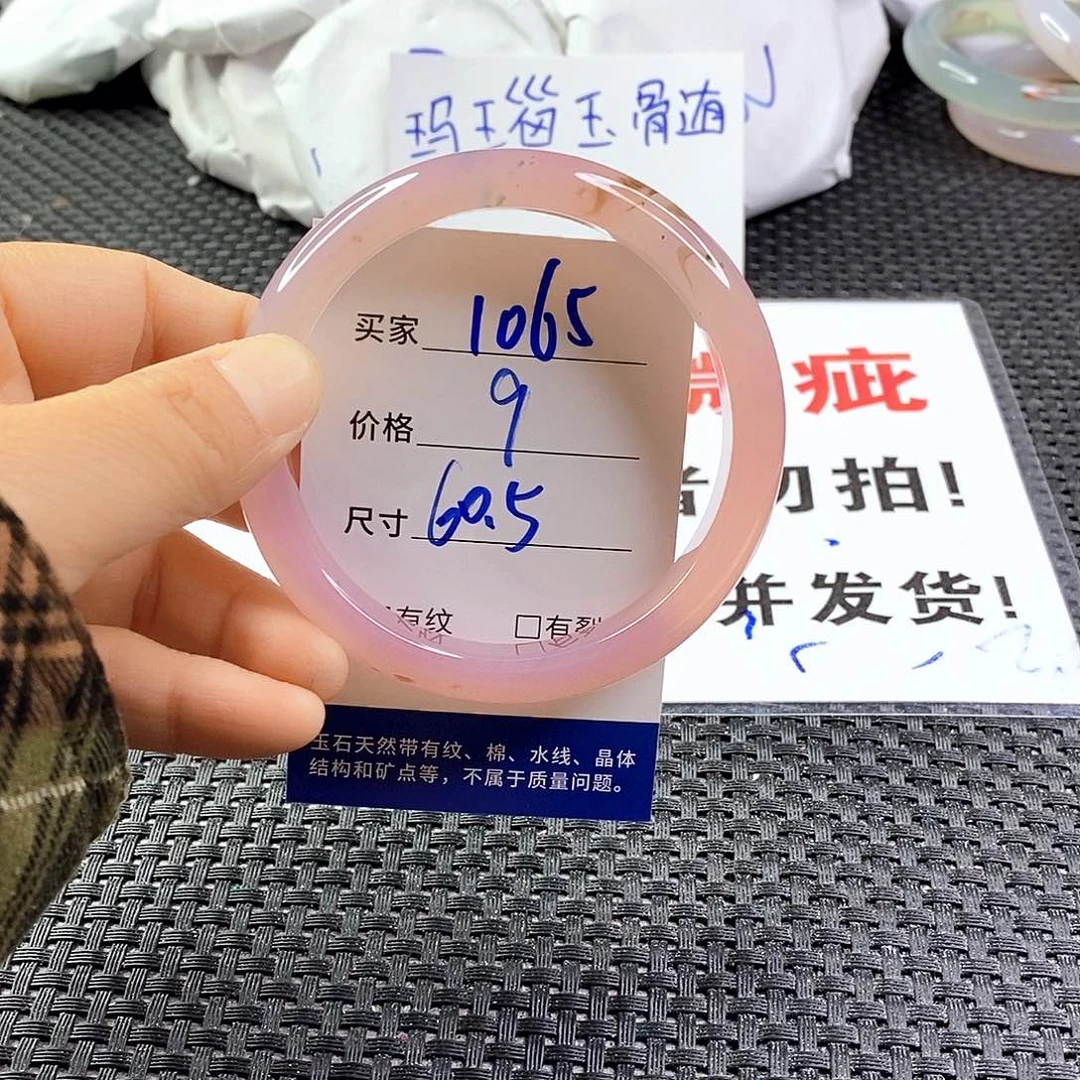 玛瑙玉骨髓
买家 1065
价格 9
尺寸 60.5
有纹 □有裂
玉石天然带有纹、棉、水线、晶体
结构和矿点等，不属于质量问题。
疵
勿拍!
并发货!